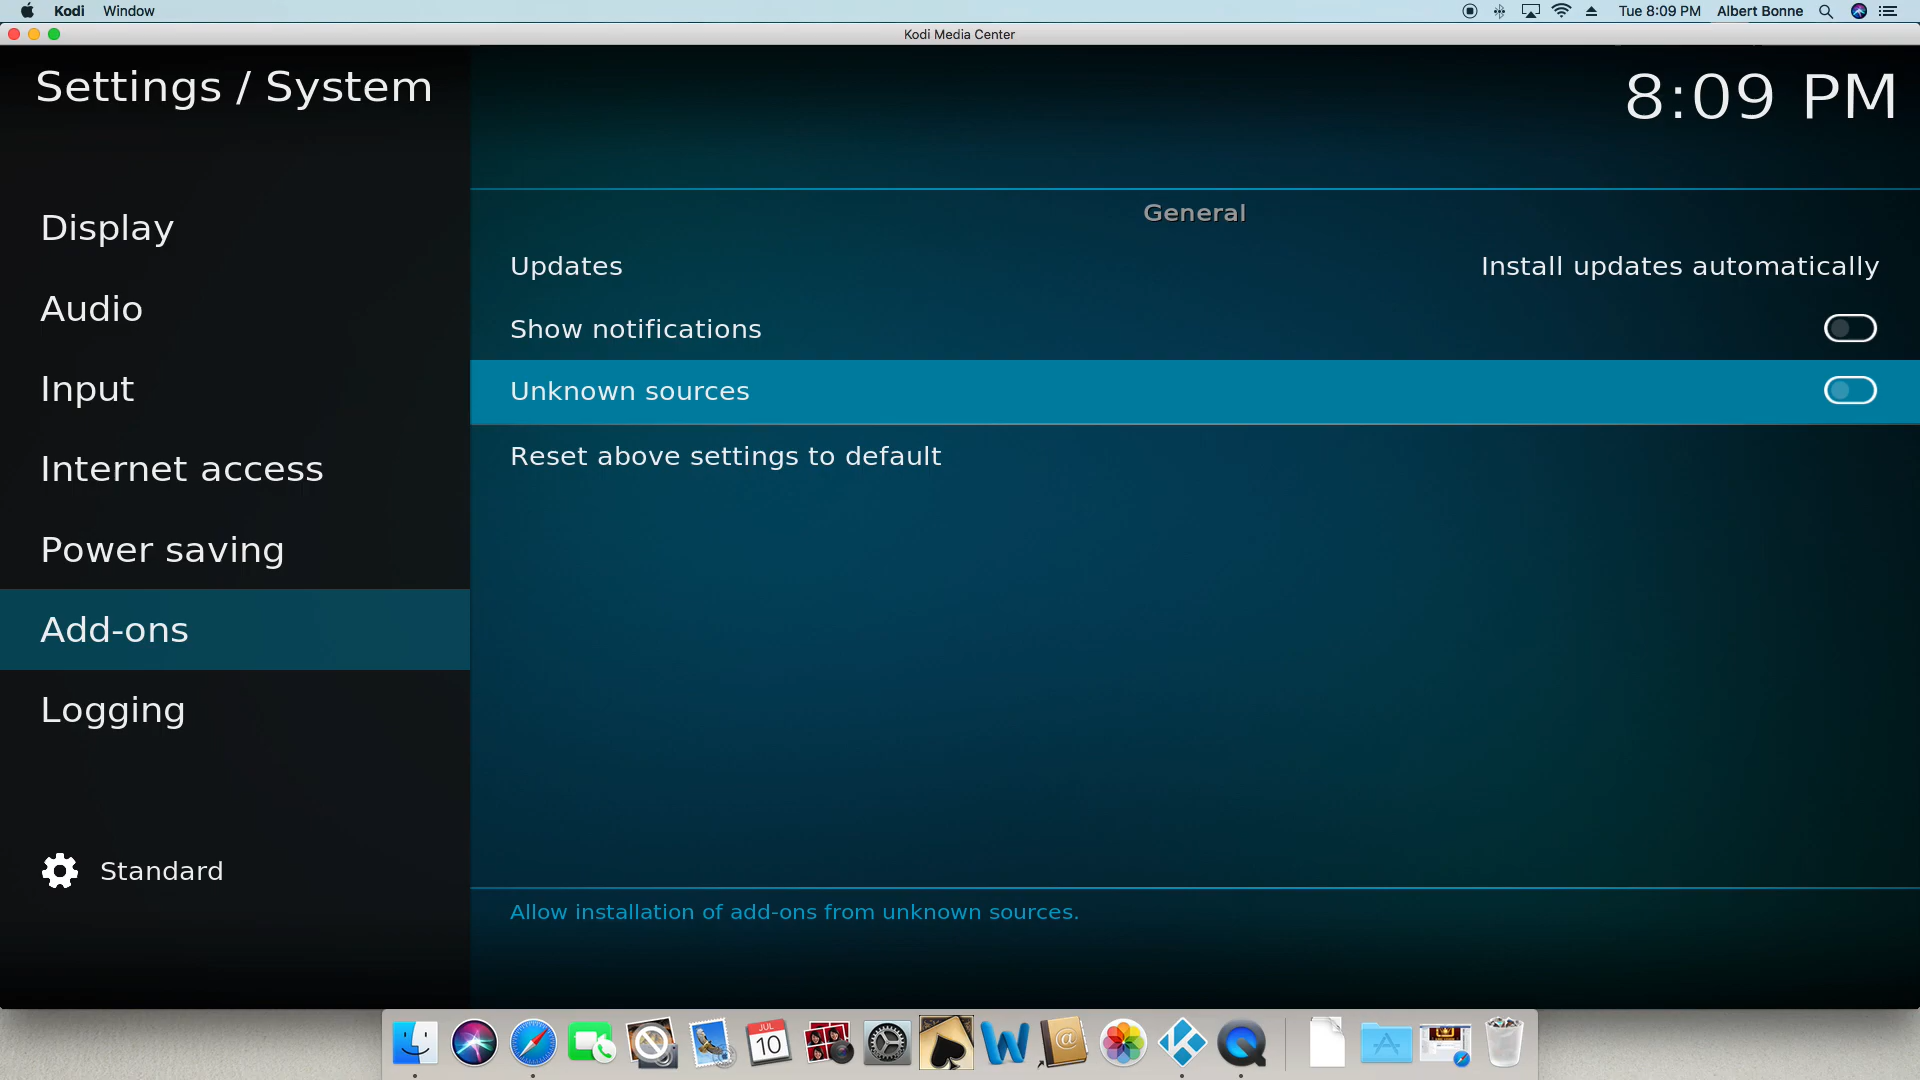 Kodi Window Tue 8:09 PM Albert Bonne
Kodi Media Center
Settings / System
8:09 PM
Display
Audio
Input
Internet access
Power saving
Add-ons
Logging
Standard
General
Updates Install updates automatically
Show notifications
Unknown sources
Reset above settings to default
Allow installation of add-ons from unknown sources.
JUL
10
W
@